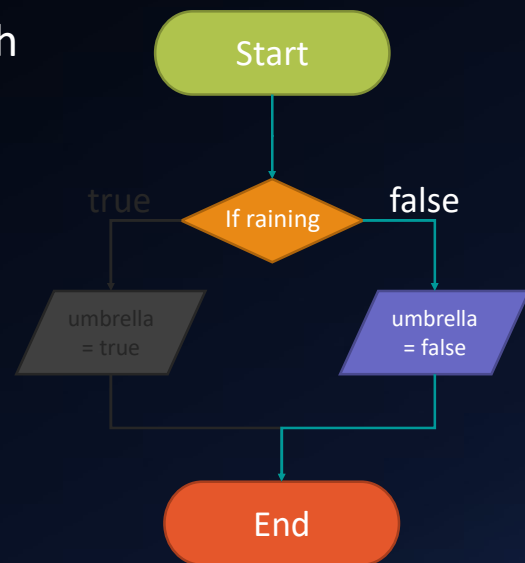 h
Start
true
If raining
false
umbrella
= true
umbrella
= false
End